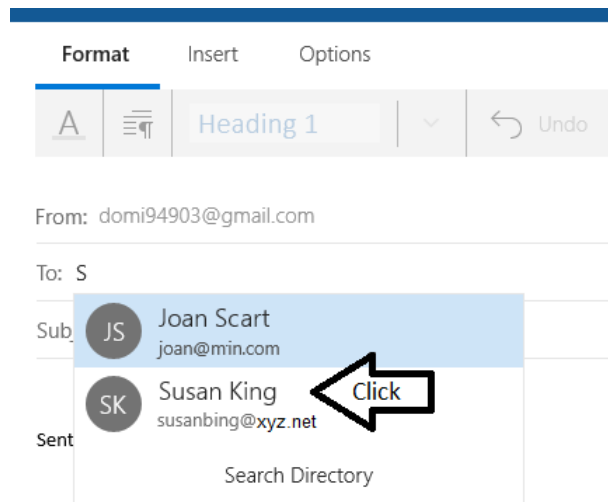 Format Insert Options
A Heading 1 Undo
From: domi94903@gmail.com
To: S
Sub
JS Joan Scart
joan@min.com
SK Susan King Click
susanbing@xyz.net
Sent
Search Directory